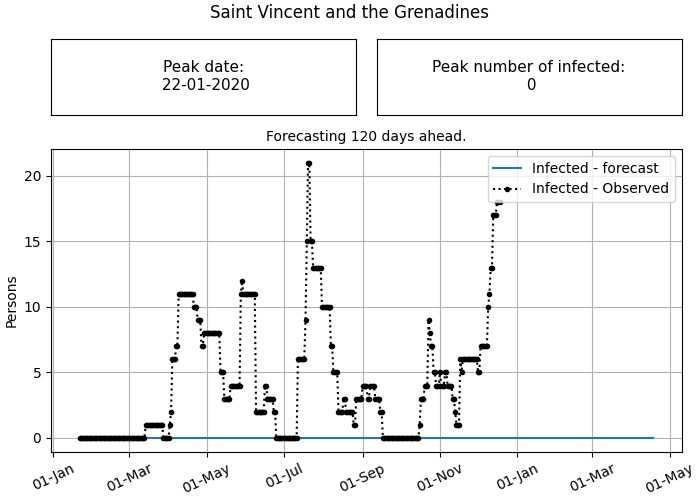 Saint Vincent and the Grenadines
Peak date:
22-01-2020
Peak number of infected:
0
Forecasting 120 days ahead.
Infected - forecast
Infected - Observed
Persons
20
15
10
5
0
01-Jan
01-Mar
01-May
01-Jul
01-Sep
01-Nov
01-Jan
01-Mar
01-May